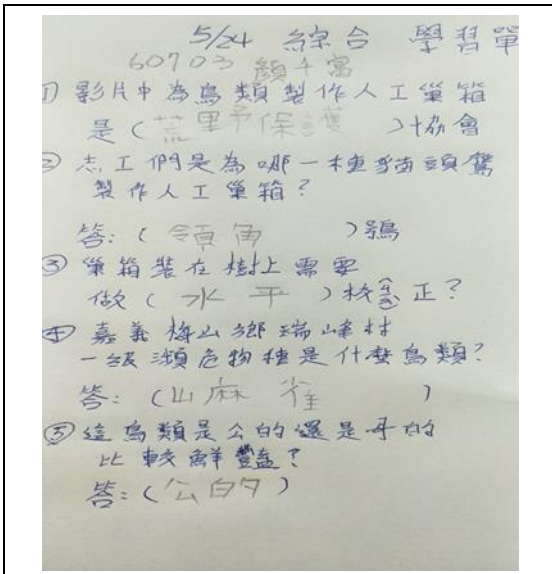 5/24 綜合 學習單
60703 顏千寓
① 影片中為鳥類製作人工巢箱
是(荒野保護)協會
② 志工們是為哪一種貓頭鷹
製作人工巢箱?
答:(領角)鴞
③ 巢箱裝在樹上需要
做(水平)校正?
④ 嘉義梅山鄉瑞峰村
一級瀕危物種是什麼鳥類?
答:(山麻雀)
⑤ 這鳥類是公的還是母的
比較鮮豔?
答:(公的)